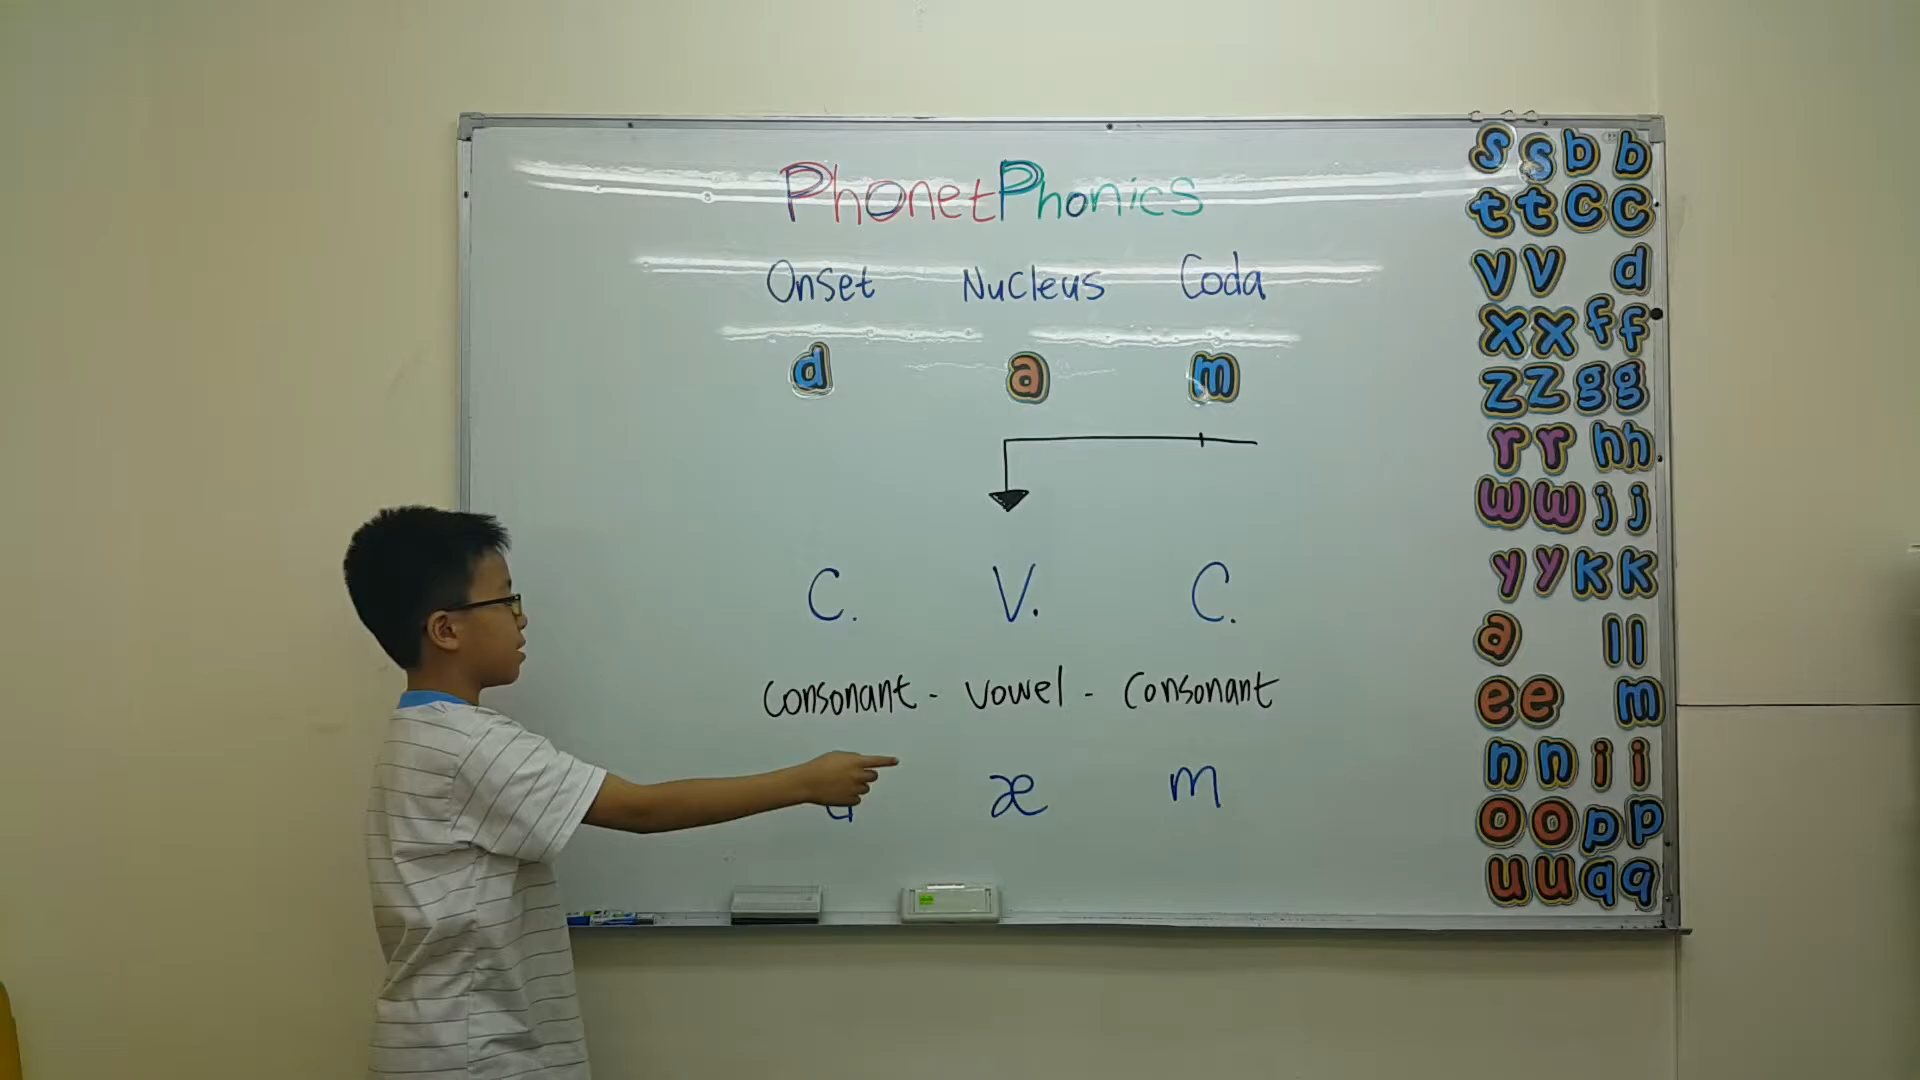 PhonetPhonics
Onset Nucleus Coda
d a m
C. V. C.
consonant - vowel - consonant
æ m
s s b b
t t c c
v v d
x x f f
z z g g
r r h h
w w j j
y y k k
a l l
e e m
n n i i
o o p p
u u q q